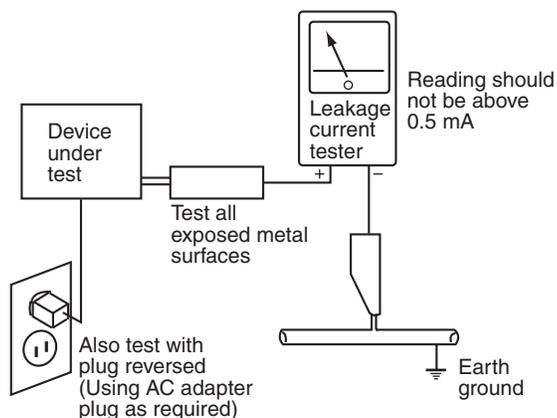 Reading should
not be above
0.5 mA
Leakage
current
tester
+ −
Device
under
test
Test all
exposed metal
surfaces
Also test with
plug reversed
(Using AC adapter
plug as required)
Earth
ground